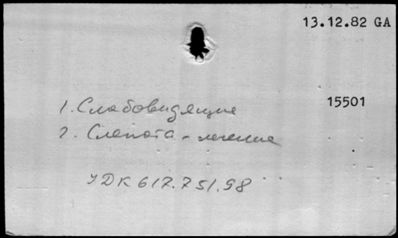 13.12.82 GA
15501
1. Слабовидящие
2. Слепота - лечение
УДК 617.751.98